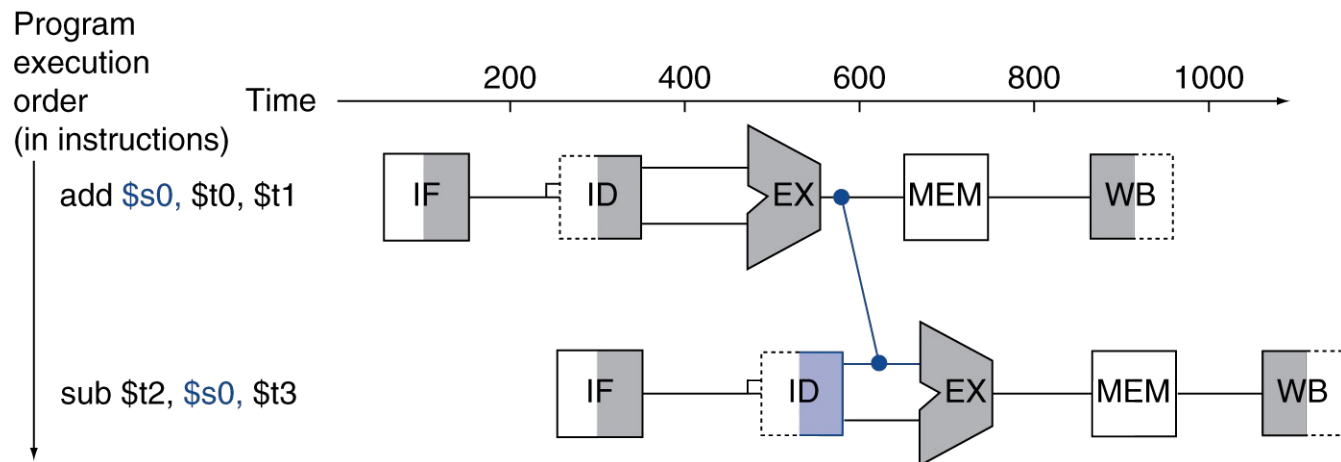 Program
execution
order
(in instructions)
Time
200 400 600 800 1000
add $s0, $t0, $t1
IF ID EX MEM WB
sub $t2, $s0, $t3
IF ID EX MEM WB